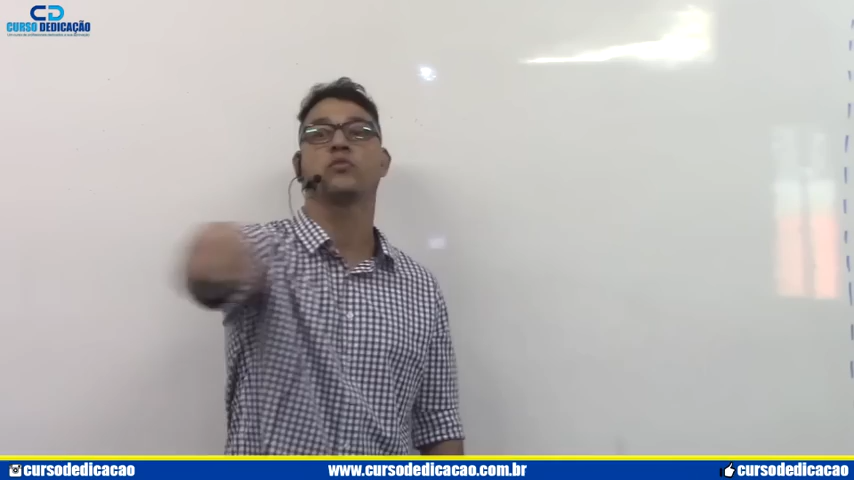 CD
CURSO DEDICAÇÃO
cursodedicacao
www.cursodedicacao.com.br
cursodedicacao